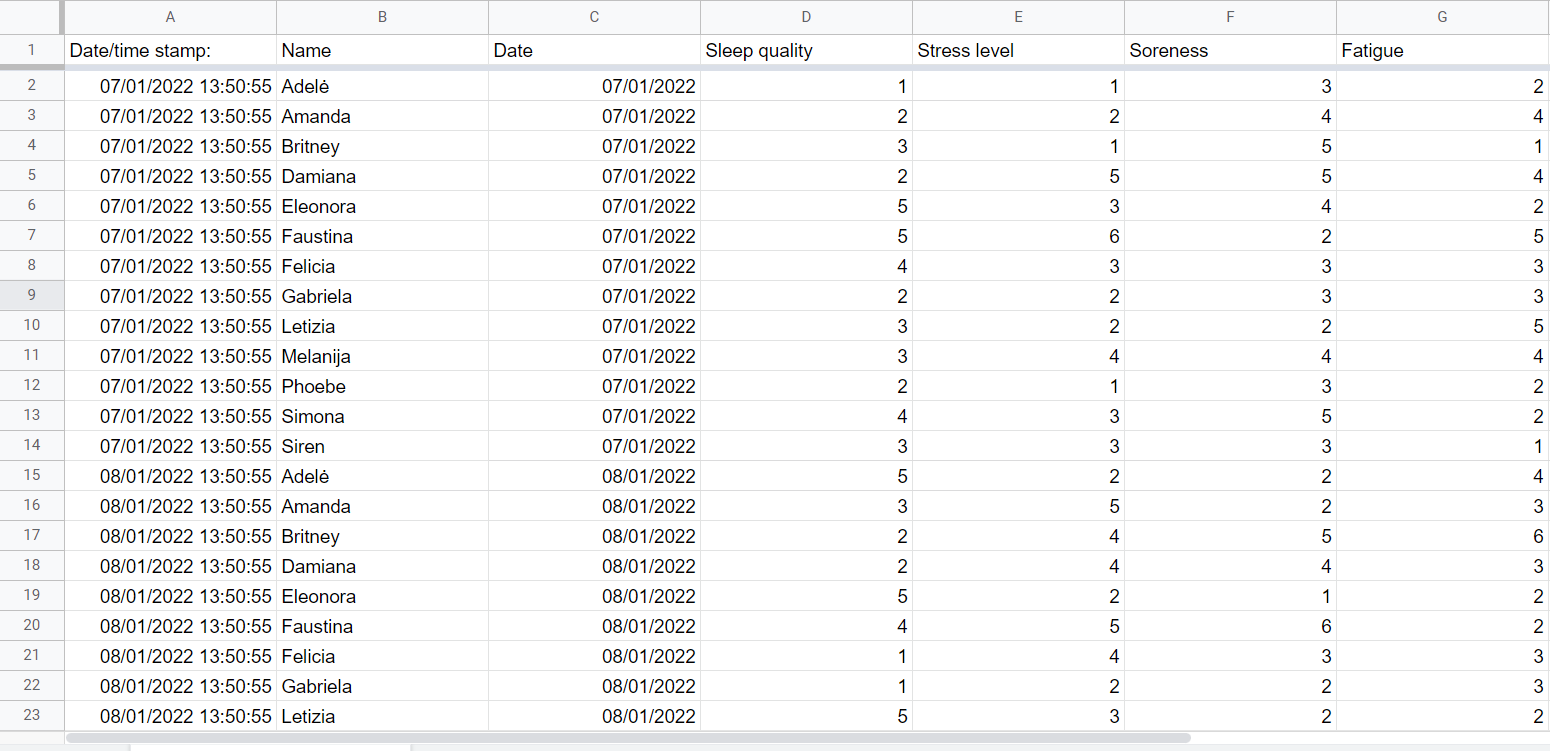 A B C D E F G
1 Date/time stamp: Name Date Sleep quality Stress level Soreness Fatigue
2 07/01/2022 13:50:55 Adelė 07/01/2022 1 1 3 2
3 07/01/2022 13:50:55 Amanda 07/01/2022 2 2 4 4
4 07/01/2022 13:50:55 Britney 07/01/2022 3 1 5 1
5 07/01/2022 13:50:55 Damiana 07/01/2022 2 5 5 4
6 07/01/2022 13:50:55 Eleonora 07/01/2022 5 3 4 2
7 07/01/2022 13:50:55 Faustina 07/01/2022 5 6 2 5
8 07/01/2022 13:50:55 Felicia 07/01/2022 4 3 3 3
9 07/01/2022 13:50:55 Gabriela 07/01/2022 2 2 3 3
10 07/01/2022 13:50:55 Letizia 07/01/2022 3 2 2 5
11 07/01/2022 13:50:55 Melanija 07/01/2022 3 4 4 4
12 07/01/2022 13:50:55 Phoebe 07/01/2022 2 1 3 2
13 07/01/2022 13:50:55 Simona 07/01/2022 4 3 5 2
14 07/01/2022 13:50:55 Siren 07/01/2022 3 3 3 1
15 08/01/2022 13:50:55 Adelė 08/01/2022 5 2 2 4
16 08/01/2022 13:50:55 Amanda 08/01/2022 3 5 2 3
17 08/01/2022 13:50:55 Britney 08/01/2022 2 4 5 6
18 08/01/2022 13:50:55 Damiana 08/01/2022 2 4 4 3
19 08/01/2022 13:50:55 Eleonora 08/01/2022 5 2 1 2
20 08/01/2022 13:50:55 Faustina 08/01/2022 4 5 6 2
21 08/01/2022 13:50:55 Felicia 08/01/2022 1 4 3 3
22 08/01/2022 13:50:55 Gabriela 08/01/2022 1 2 2 3
23 08/01/2022 13:50:55 Letizia 08/01/2022 5 3 2 2